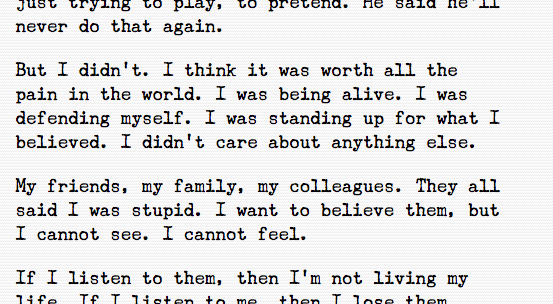 just trying to play, to pretend. He said he'll
never do that again.
But I didn't. I think it was worth all the
pain in the world. I was being alive. I was
defending myself. I was standing up for what I
believed. I didn't care about anything else.
My friends, my family, my colleagues. They all
said I was stupid. I want to believe them, but
I cannot see. I cannot feel.
If I listen to them, then I'm not living my
life. If I listen to me, then I lose them